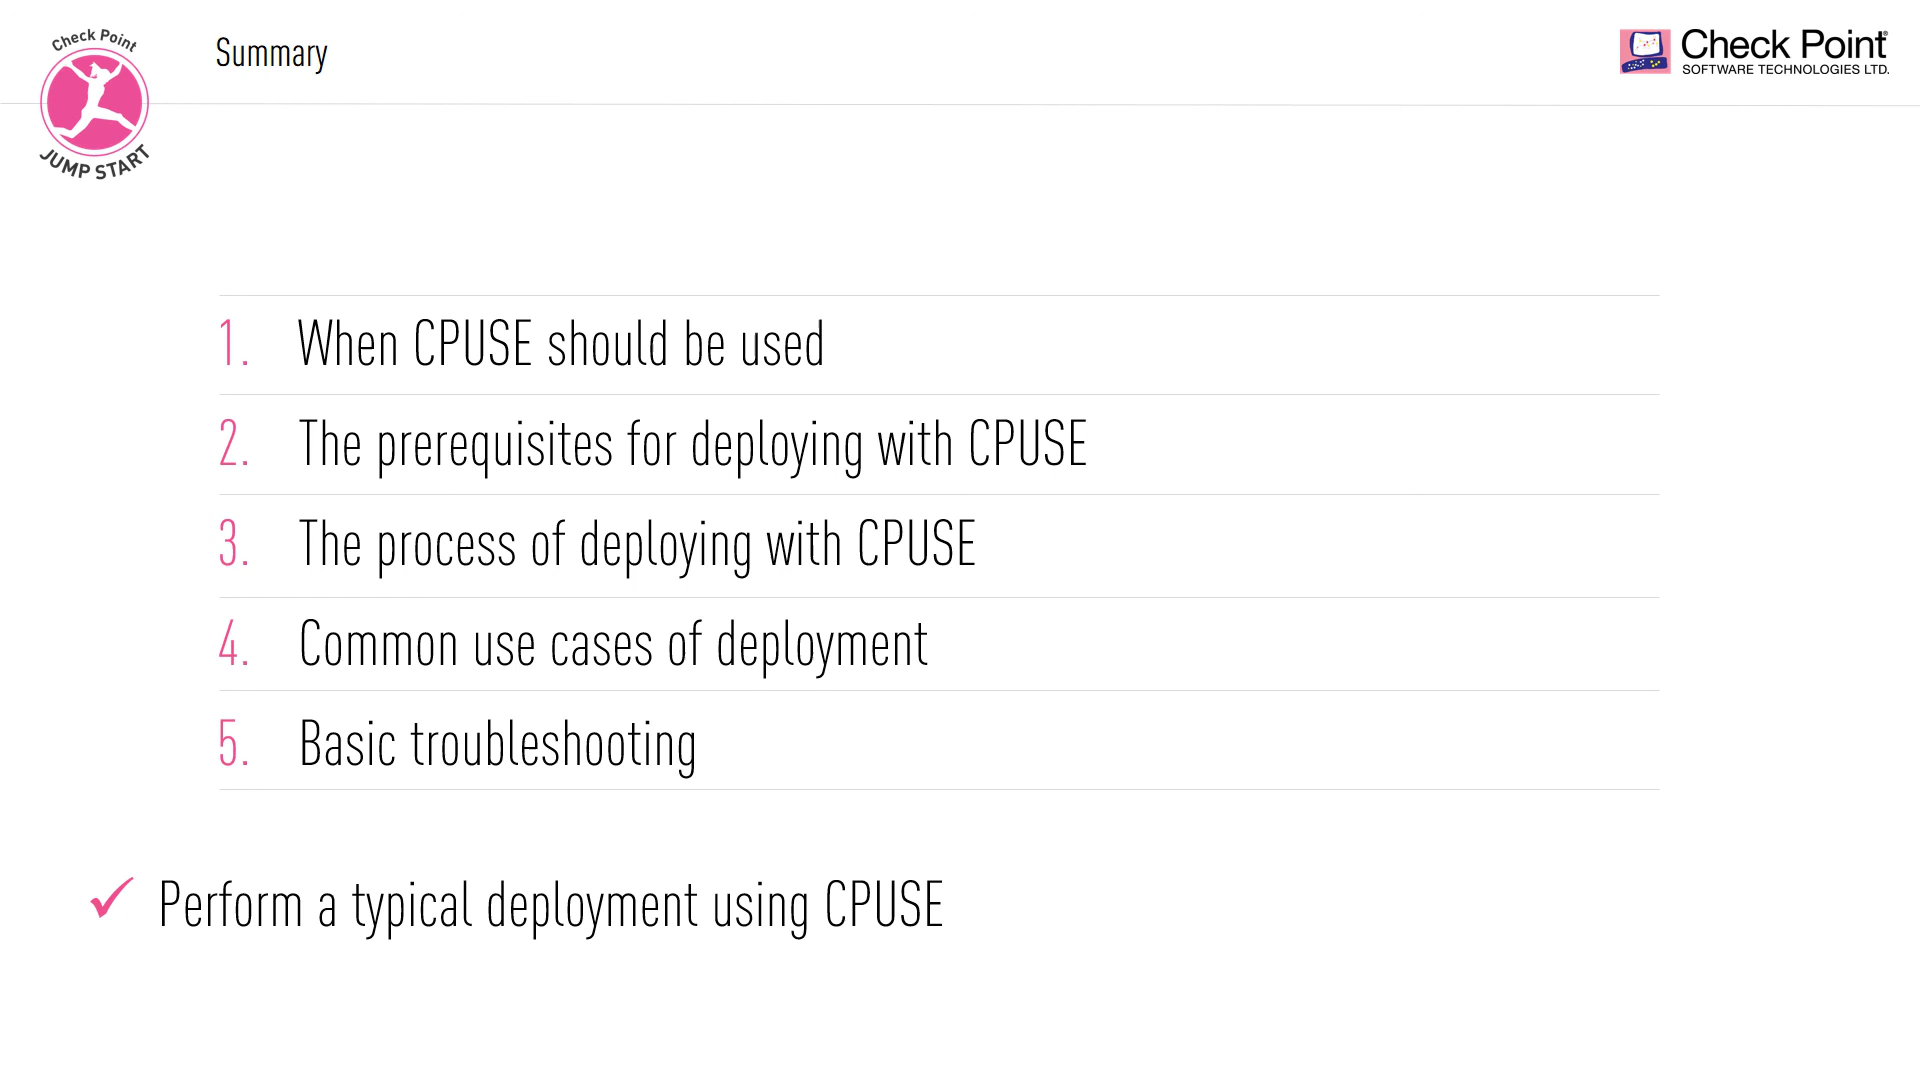 Check Point
JUMP START
Summary
Check Point®
SOFTWARE TECHNOLOGIES LTD.
1. When CPUSE should be used
2. The prerequisites for deploying with CPUSE
3. The process of deploying with CPUSE
4. Common use cases of deployment
5. Basic troubleshooting
✓ Perform a typical deployment using CPUSE